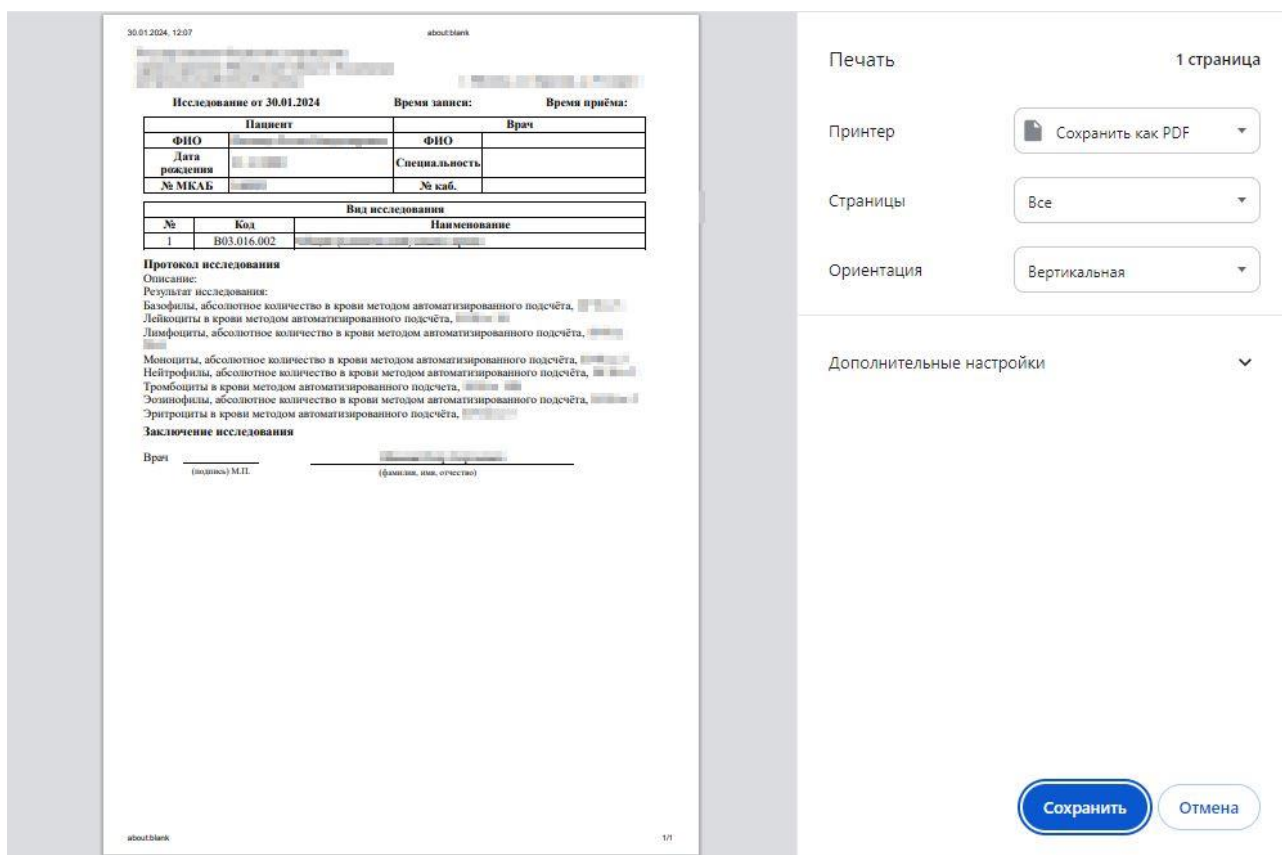 30.01.2024, 12:07 about:blank
Исследование от 30.01.2024 Время записи: Время приёма:
Пациент Врач
ФИО ФИО
Дата рождения Специальность
№ МКАБ № каб.
Вид исследования
№ Код Наименование
1 B03.016.002
Протокол исследования
Описание:
Результат исследования:
Базофилы, абсолютное количество в крови методом автоматизированного подсчёта,
Лейкоциты в крови методом автоматизированного подсчёта,
Лимфоциты, абсолютное количество в крови методом автоматизированного подсчёта,
Моноциты, абсолютное количество в крови методом автоматизированного подсчёта,
Нейтрофилы, абсолютное количество в крови методом автоматизированного подсчёта,
Тромбоциты в крови методом автоматизированного подсчета,
Эозинофилы, абсолютное количество в крови методом автоматизированного подсчёта,
Эритроциты в крови методом автоматизированного подсчёта,
Заключение исследования
Врач
(подпись) М.П. (фамилия, имя, отчество)
about:blank 1/1
Печать 1 страница
Принтер Сохранить как PDF
Страницы Все
Ориентация Вертикальная
Дополнительные настройки
Сохранить Отмена